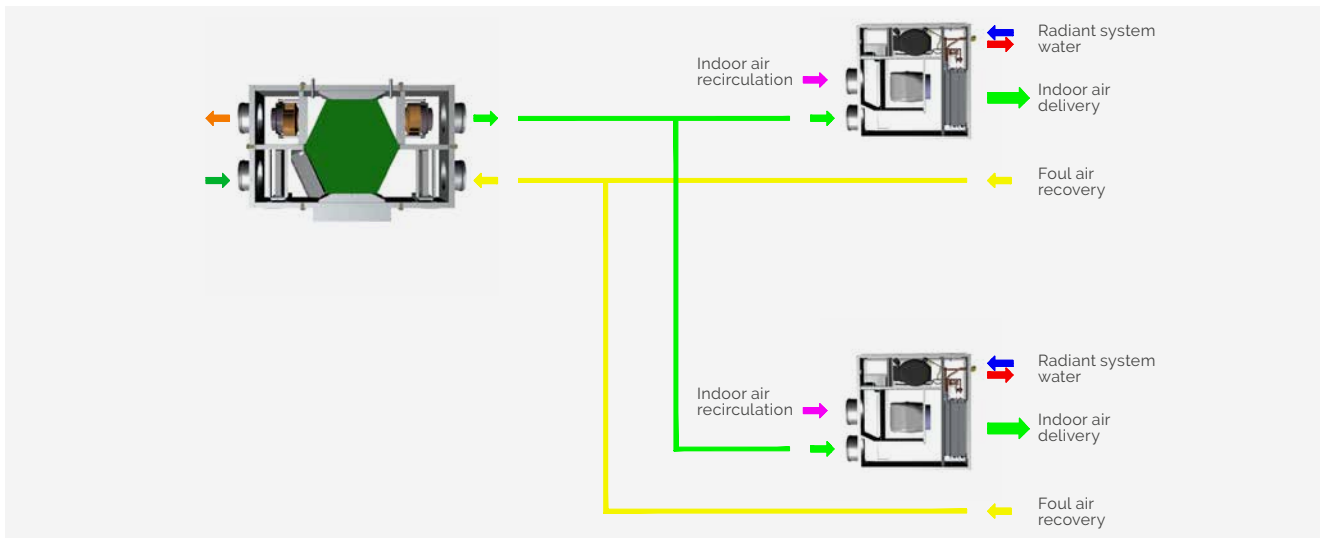 Radiant system
water
Indoor air
recirculation
Indoor air
delivery
Foul air
recovery
Radiant system
water
Indoor air
recirculation
Indoor air
delivery
Foul air
recovery